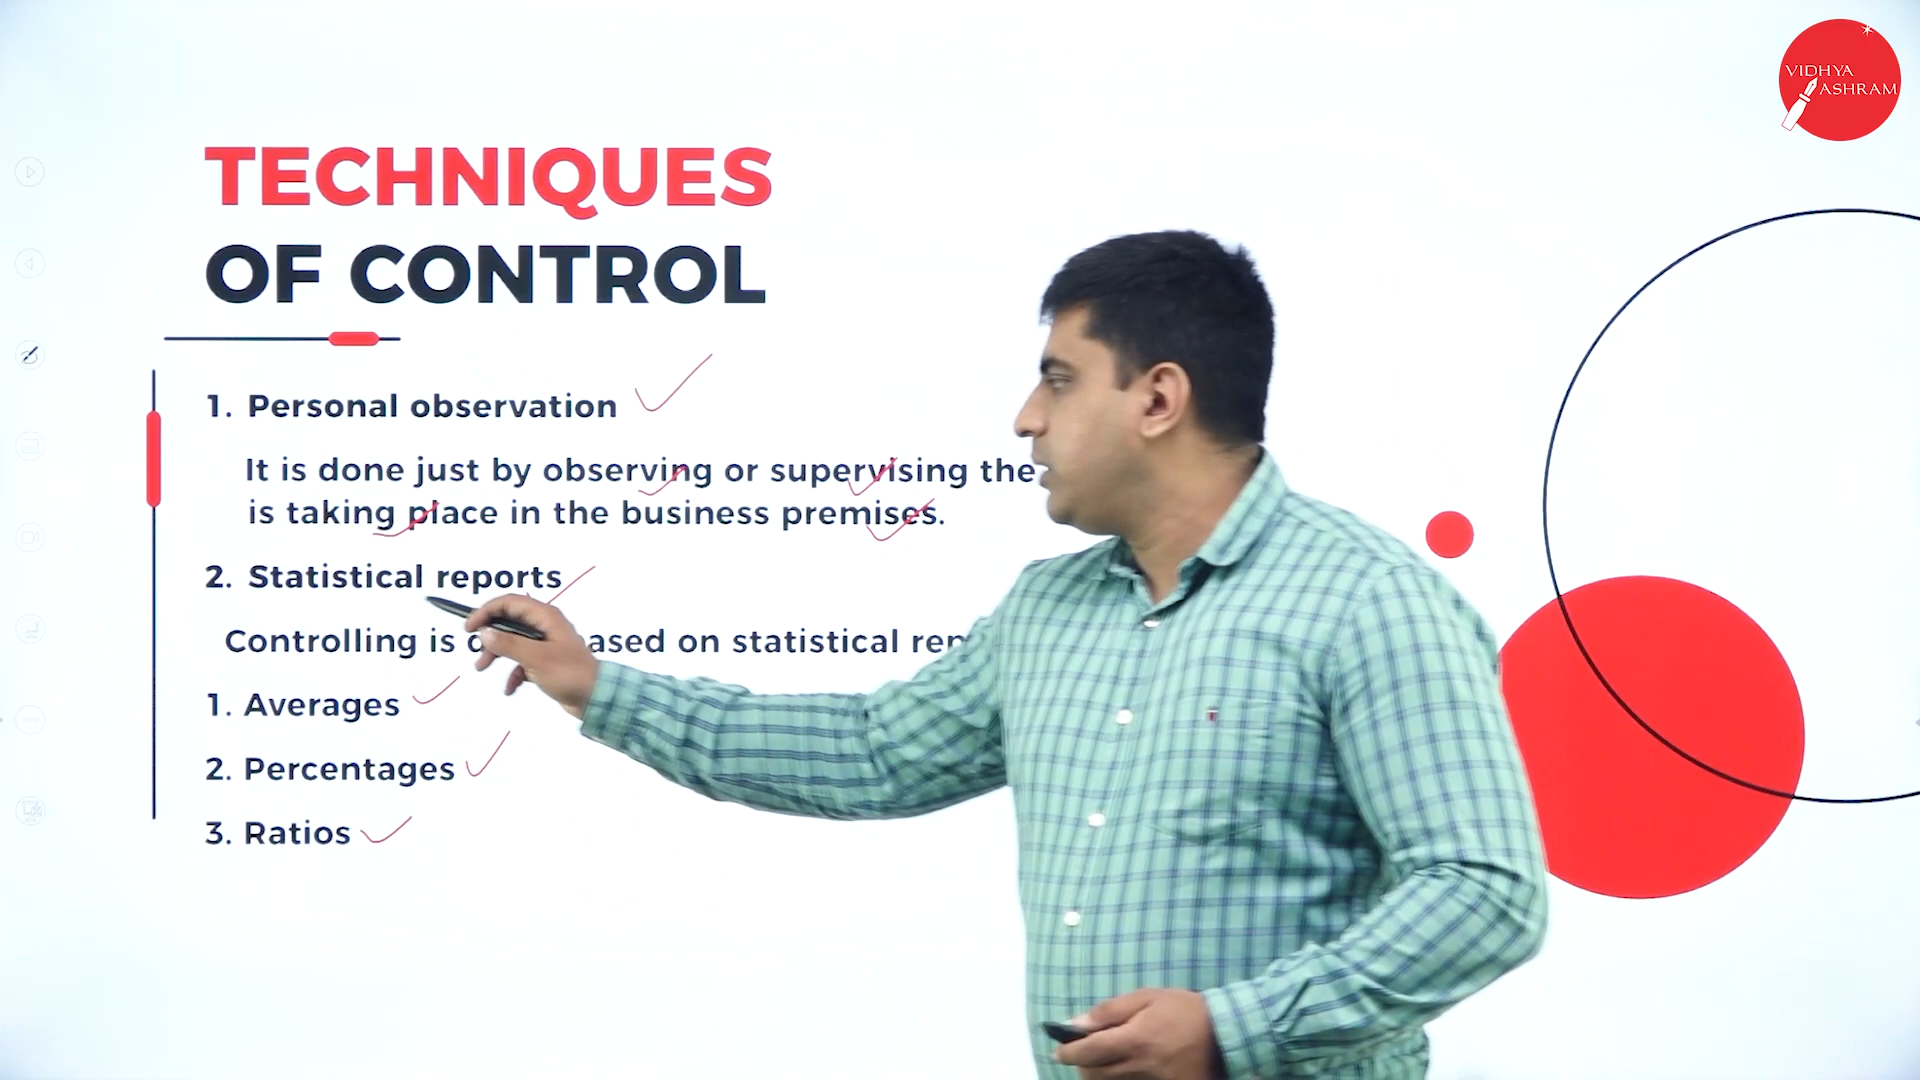 VIDHYA
ASHRAM
TECHNIQUES
OF CONTROL
1. Personal observation
It is done just by observing or supervising the
is taking place in the business premises.
2. Statistical reports
Controlling is on statistical
1. Averages
2. Percentages
3. Ratios